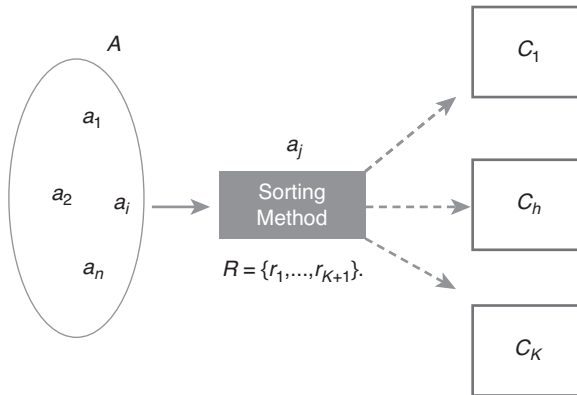 A
a1
a2
ai
an
aj
Sorting
Method
R = {r1,...,rK+1}.
C1
Ch
CK